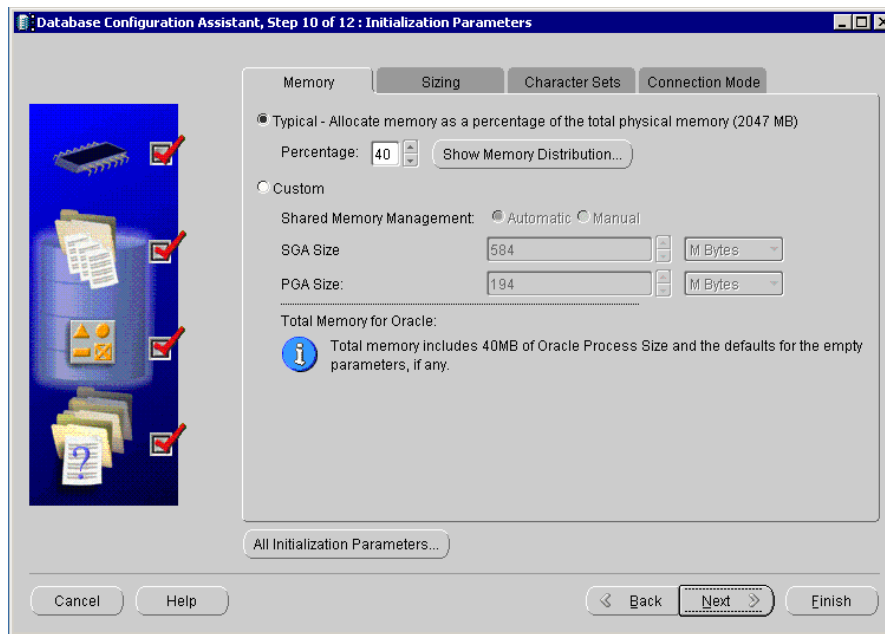 Database Configuration Assistant, Step 10 of 12 : Initialization Parameters
Memory
Sizing
Character Sets
Connection Mode
Typical - Allocate memory as a percentage of the total physical memory (2047 MB)
Percentage: 40 Show Memory Distribution...
Custom
Shared Memory Management: Automatic Manual
SGA Size 584 M Bytes
PGA Size: 194 M Bytes
Total Memory for Oracle:
Total memory includes 40MB of Oracle Process Size and the defaults for the empty
parameters, if any.
?
All Initialization Parameters...
Cancel Help Back Next Finish